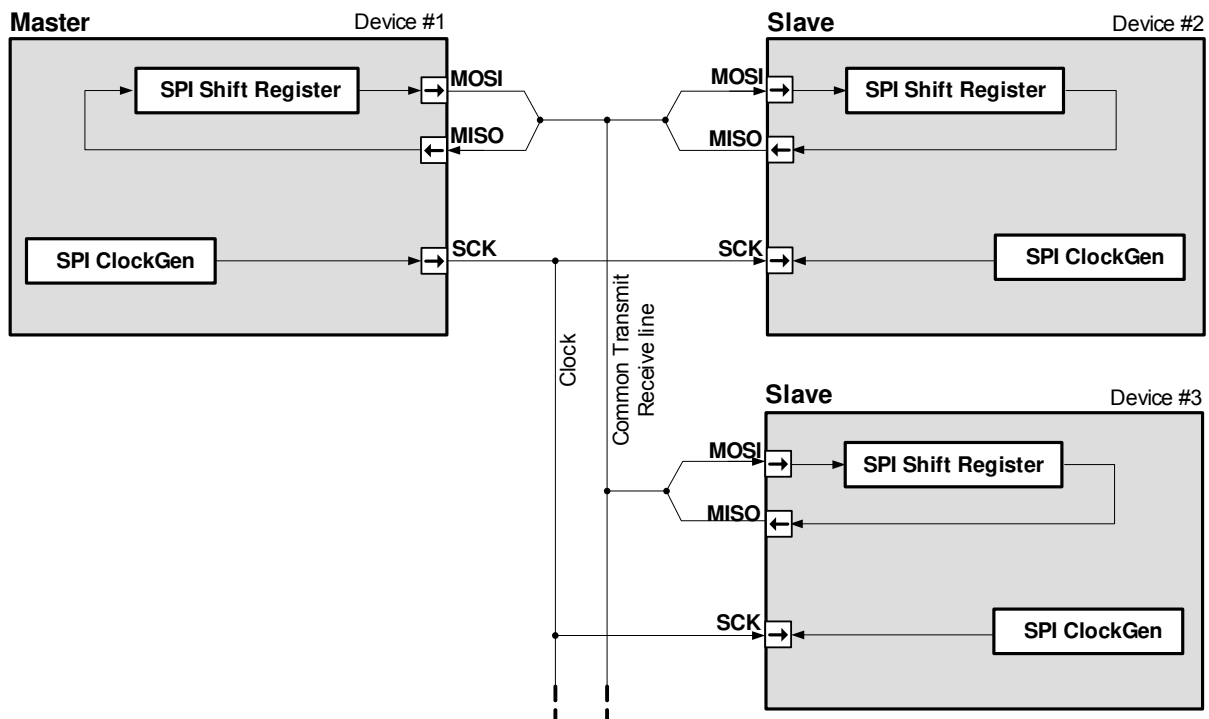 Master
Device #1
SPI Shift Register
MOSI
MISO
SPI ClockGen
SCK
Slave
Device #2
MOSI
SPI Shift Register
MISO
SCK
SPI ClockGen
Clock
Common Transmit
Receive line
Slave
Device #3
MOSI
SPI Shift Register
MISO
SCK
SPI ClockGen